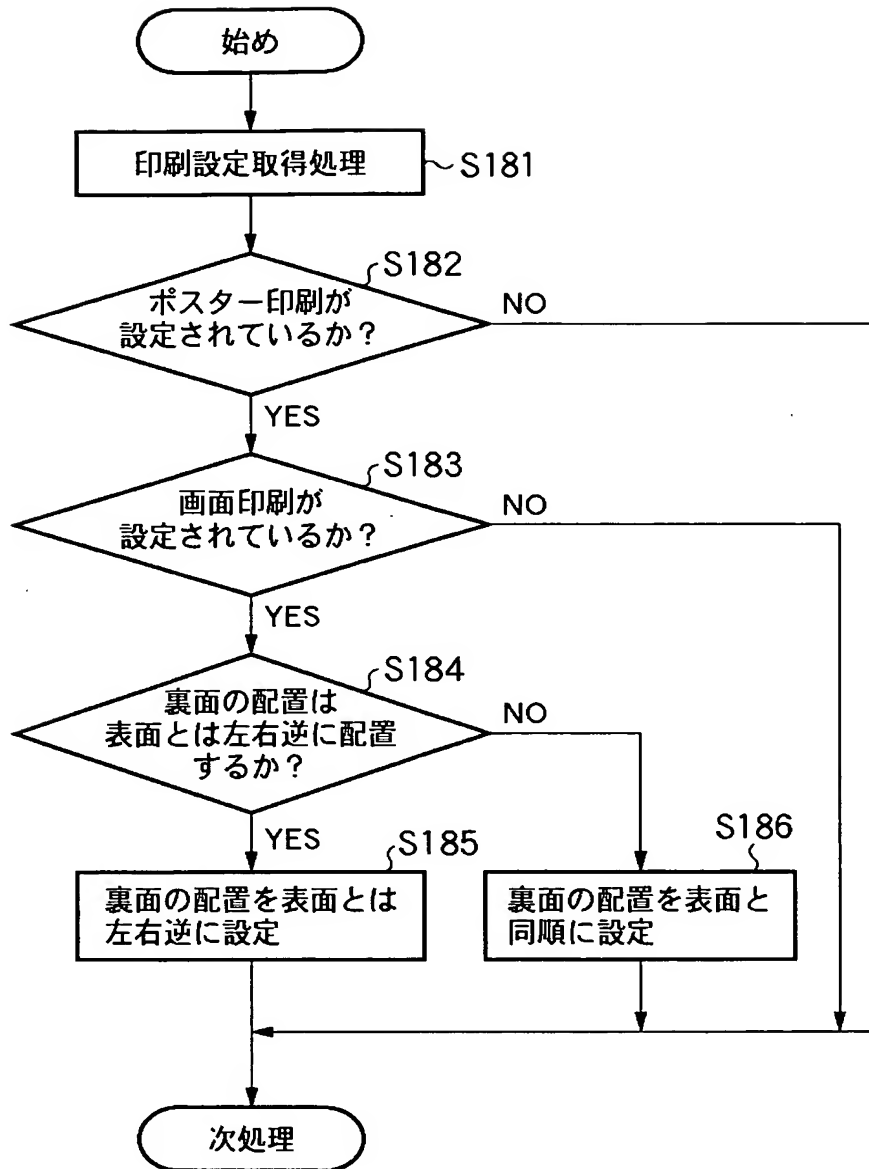 始め
印刷設定取得処理
S181
S182
ポスター印刷が
設定されているか？
NO
YES
S183
画面印刷が
設定されているか？
NO
YES
S184
裏面の配置は
表面とは左右逆に配置
するか？
NO
YES
S185
裏面の配置を表面とは
左右逆に設定
S186
裏面の配置を表面と
同順に設定
次処理